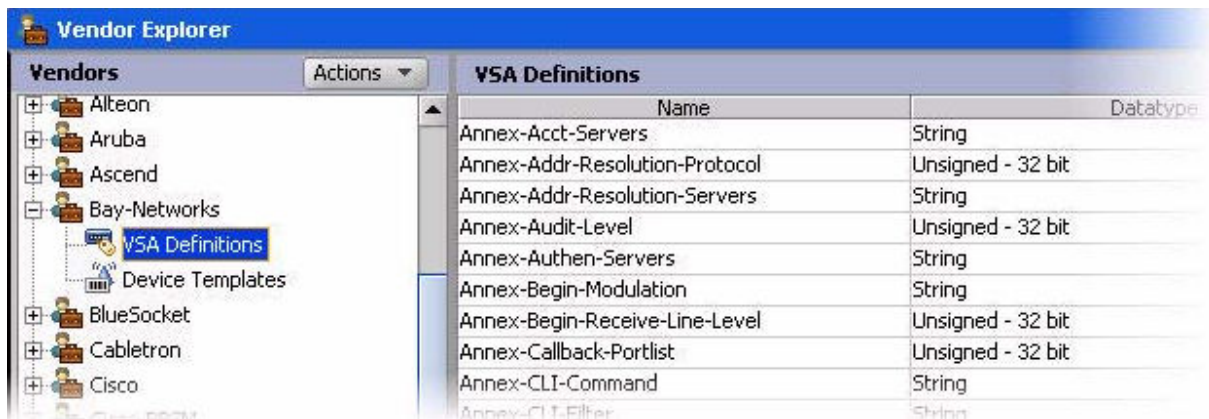 Vendor Explorer
Vendors
Actions
Alteon
Aruba
Ascend
Bay-Networks
VSA Definitions
Device Templates
BlueSocket
Cabletron
Cisco
VSA Definitions
Name Datatype
Annex-Acct-Servers String
Annex-Addr-Resolution-Protocol Unsigned - 32 bit
Annex-Addr-Resolution-Servers String
Annex-Audit-Level Unsigned - 32 bit
Annex-Authen-Servers String
Annex-Begin-Modulation String
Annex-Begin-Receive-Line-Level Unsigned - 32 bit
Annex-Callback-Portlist Unsigned - 32 bit
Annex-CLI-Command String
Annex-CLI-Filter String